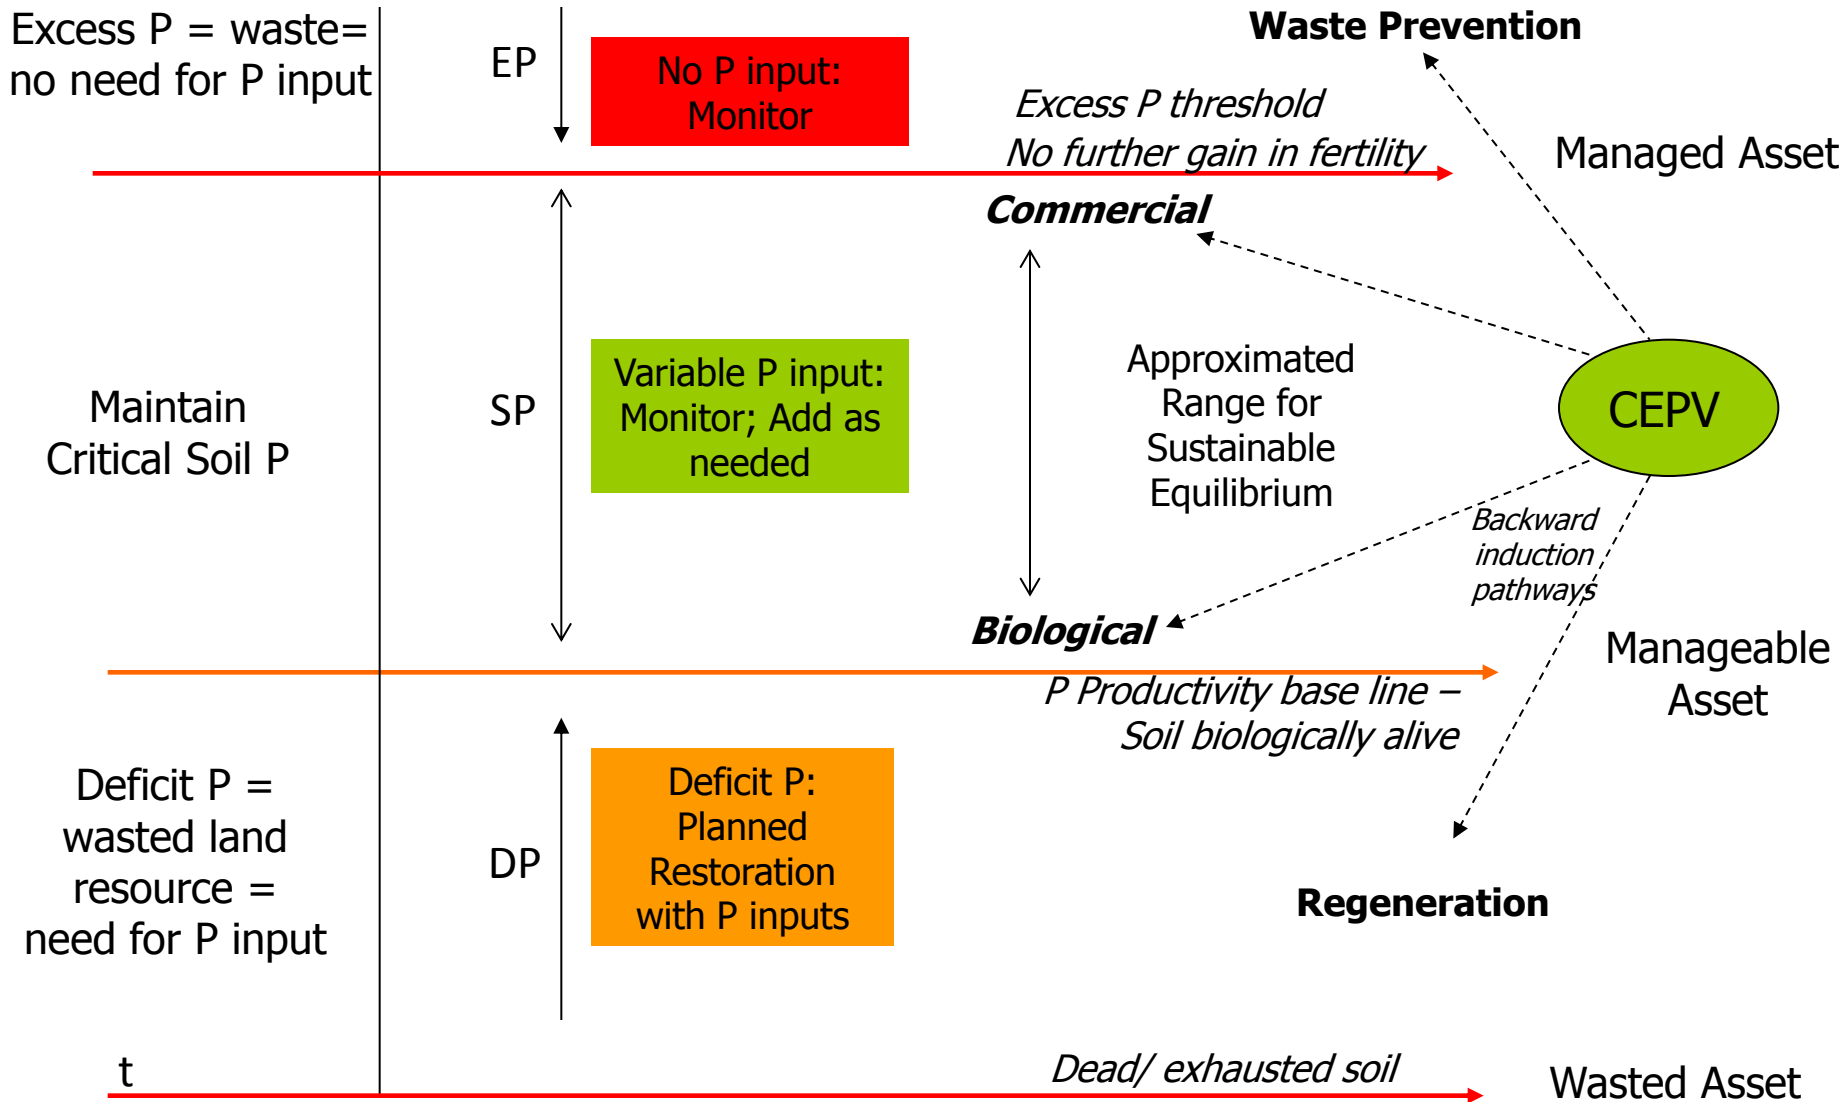 Excess P = waste=
no need for P input
EP
No P input:
Monitor
Waste Prevention
Excess P threshold
No further gain in fertility
Managed Asset
Commercial
Maintain
Critical Soil P
SP
Variable P input:
Monitor; Add as
needed
Approximated
Range for
Sustainable
Equilibrium
CEPV
Backward
induction
pathways
Biological
Manageable
Asset
P Productivity base line –
Soil biologically alive
Deficit P =
wasted land
resource =
need for P input
DP
Deficit P:
Planned
Restoration
with P inputs
Regeneration
t
Dead/ exhausted soil
Wasted Asset